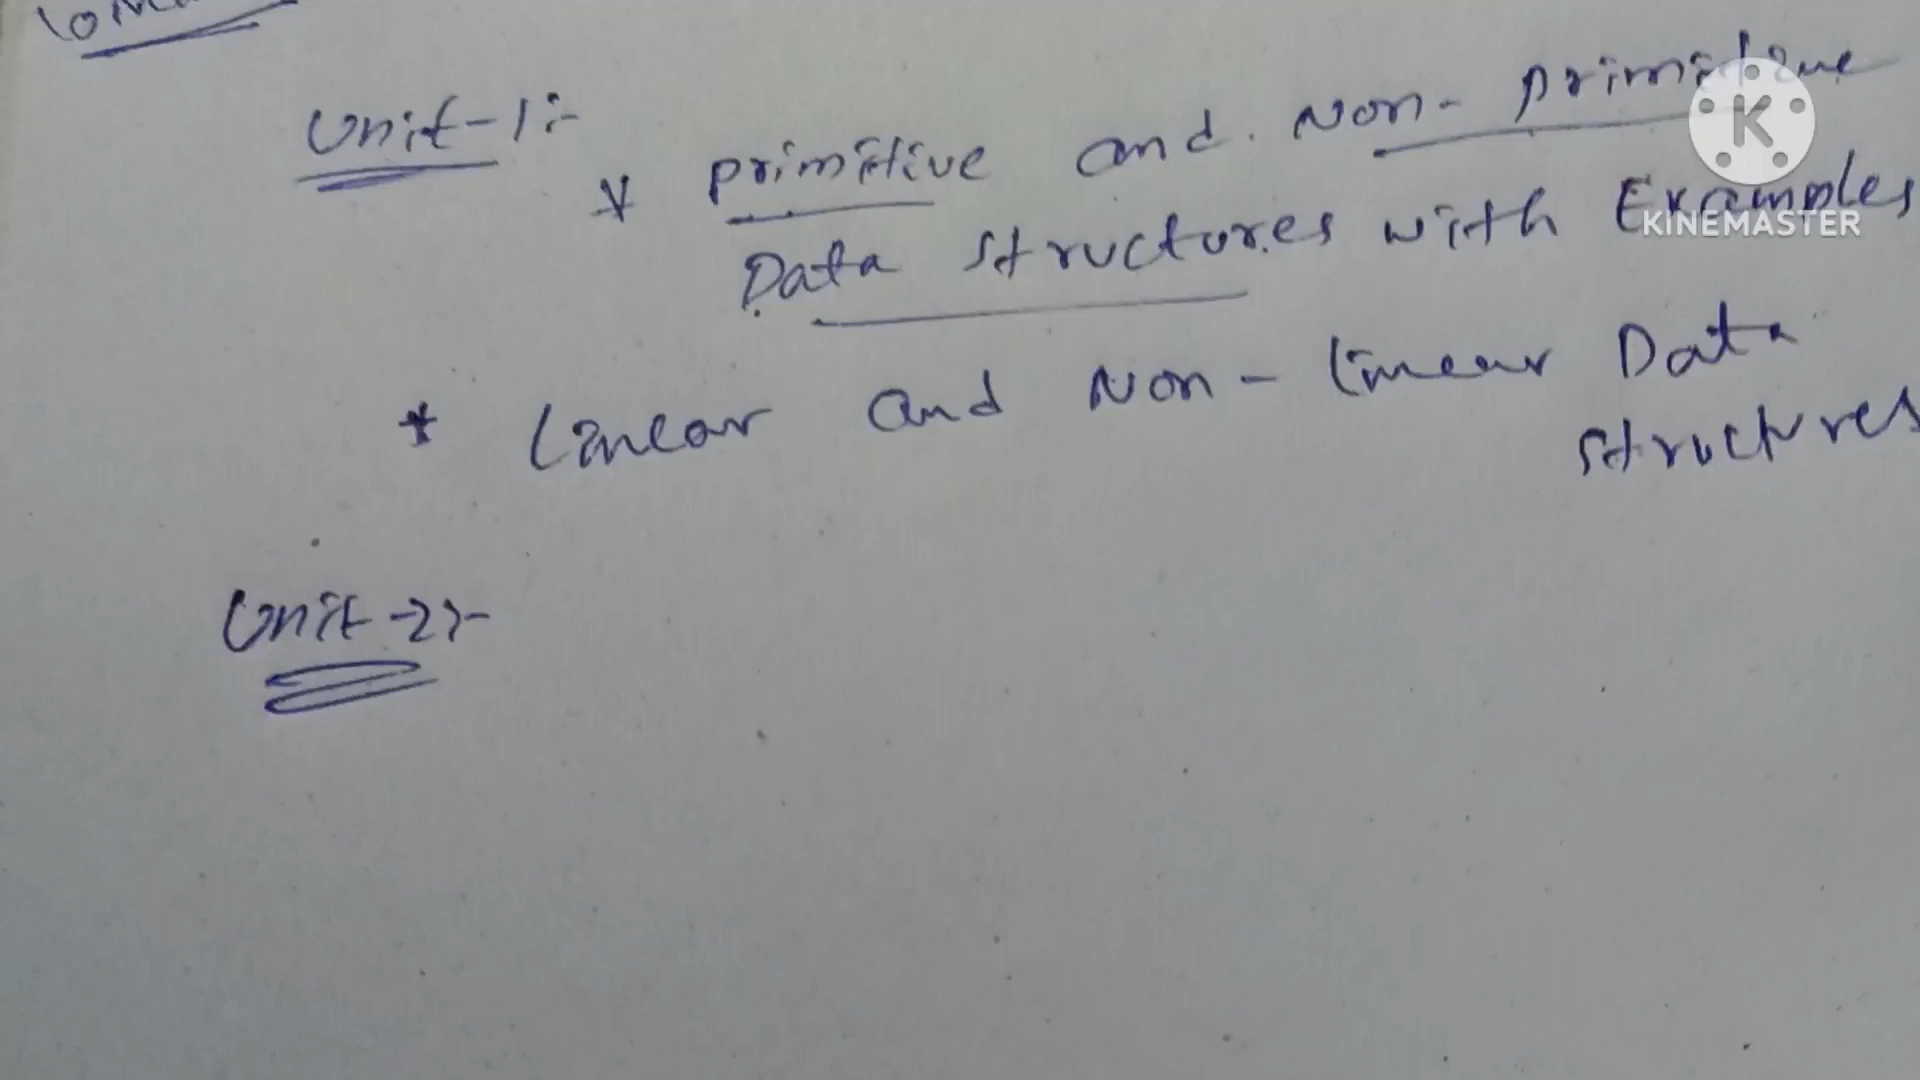 Unit-1:-
* Primitive and Non-primitive
Data structures with Examples
* Linear and Non-linear Data
structures
Unit-2:-
K
KINEMASTER